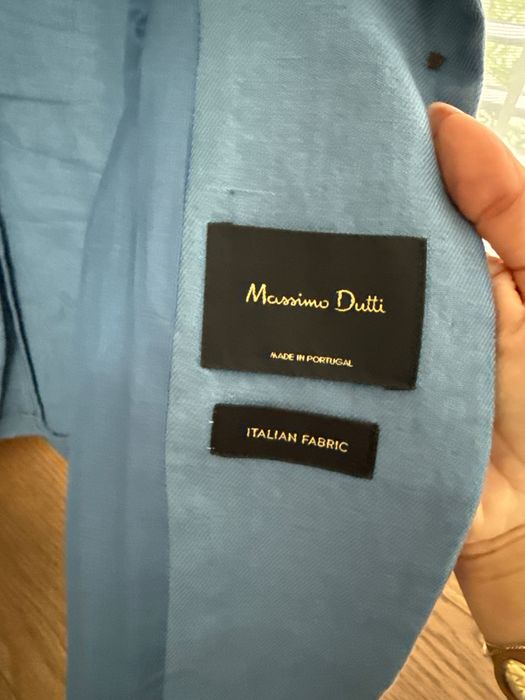 Massimo Dutti
MADE IN PORTUGAL
ITALIAN FABRIC